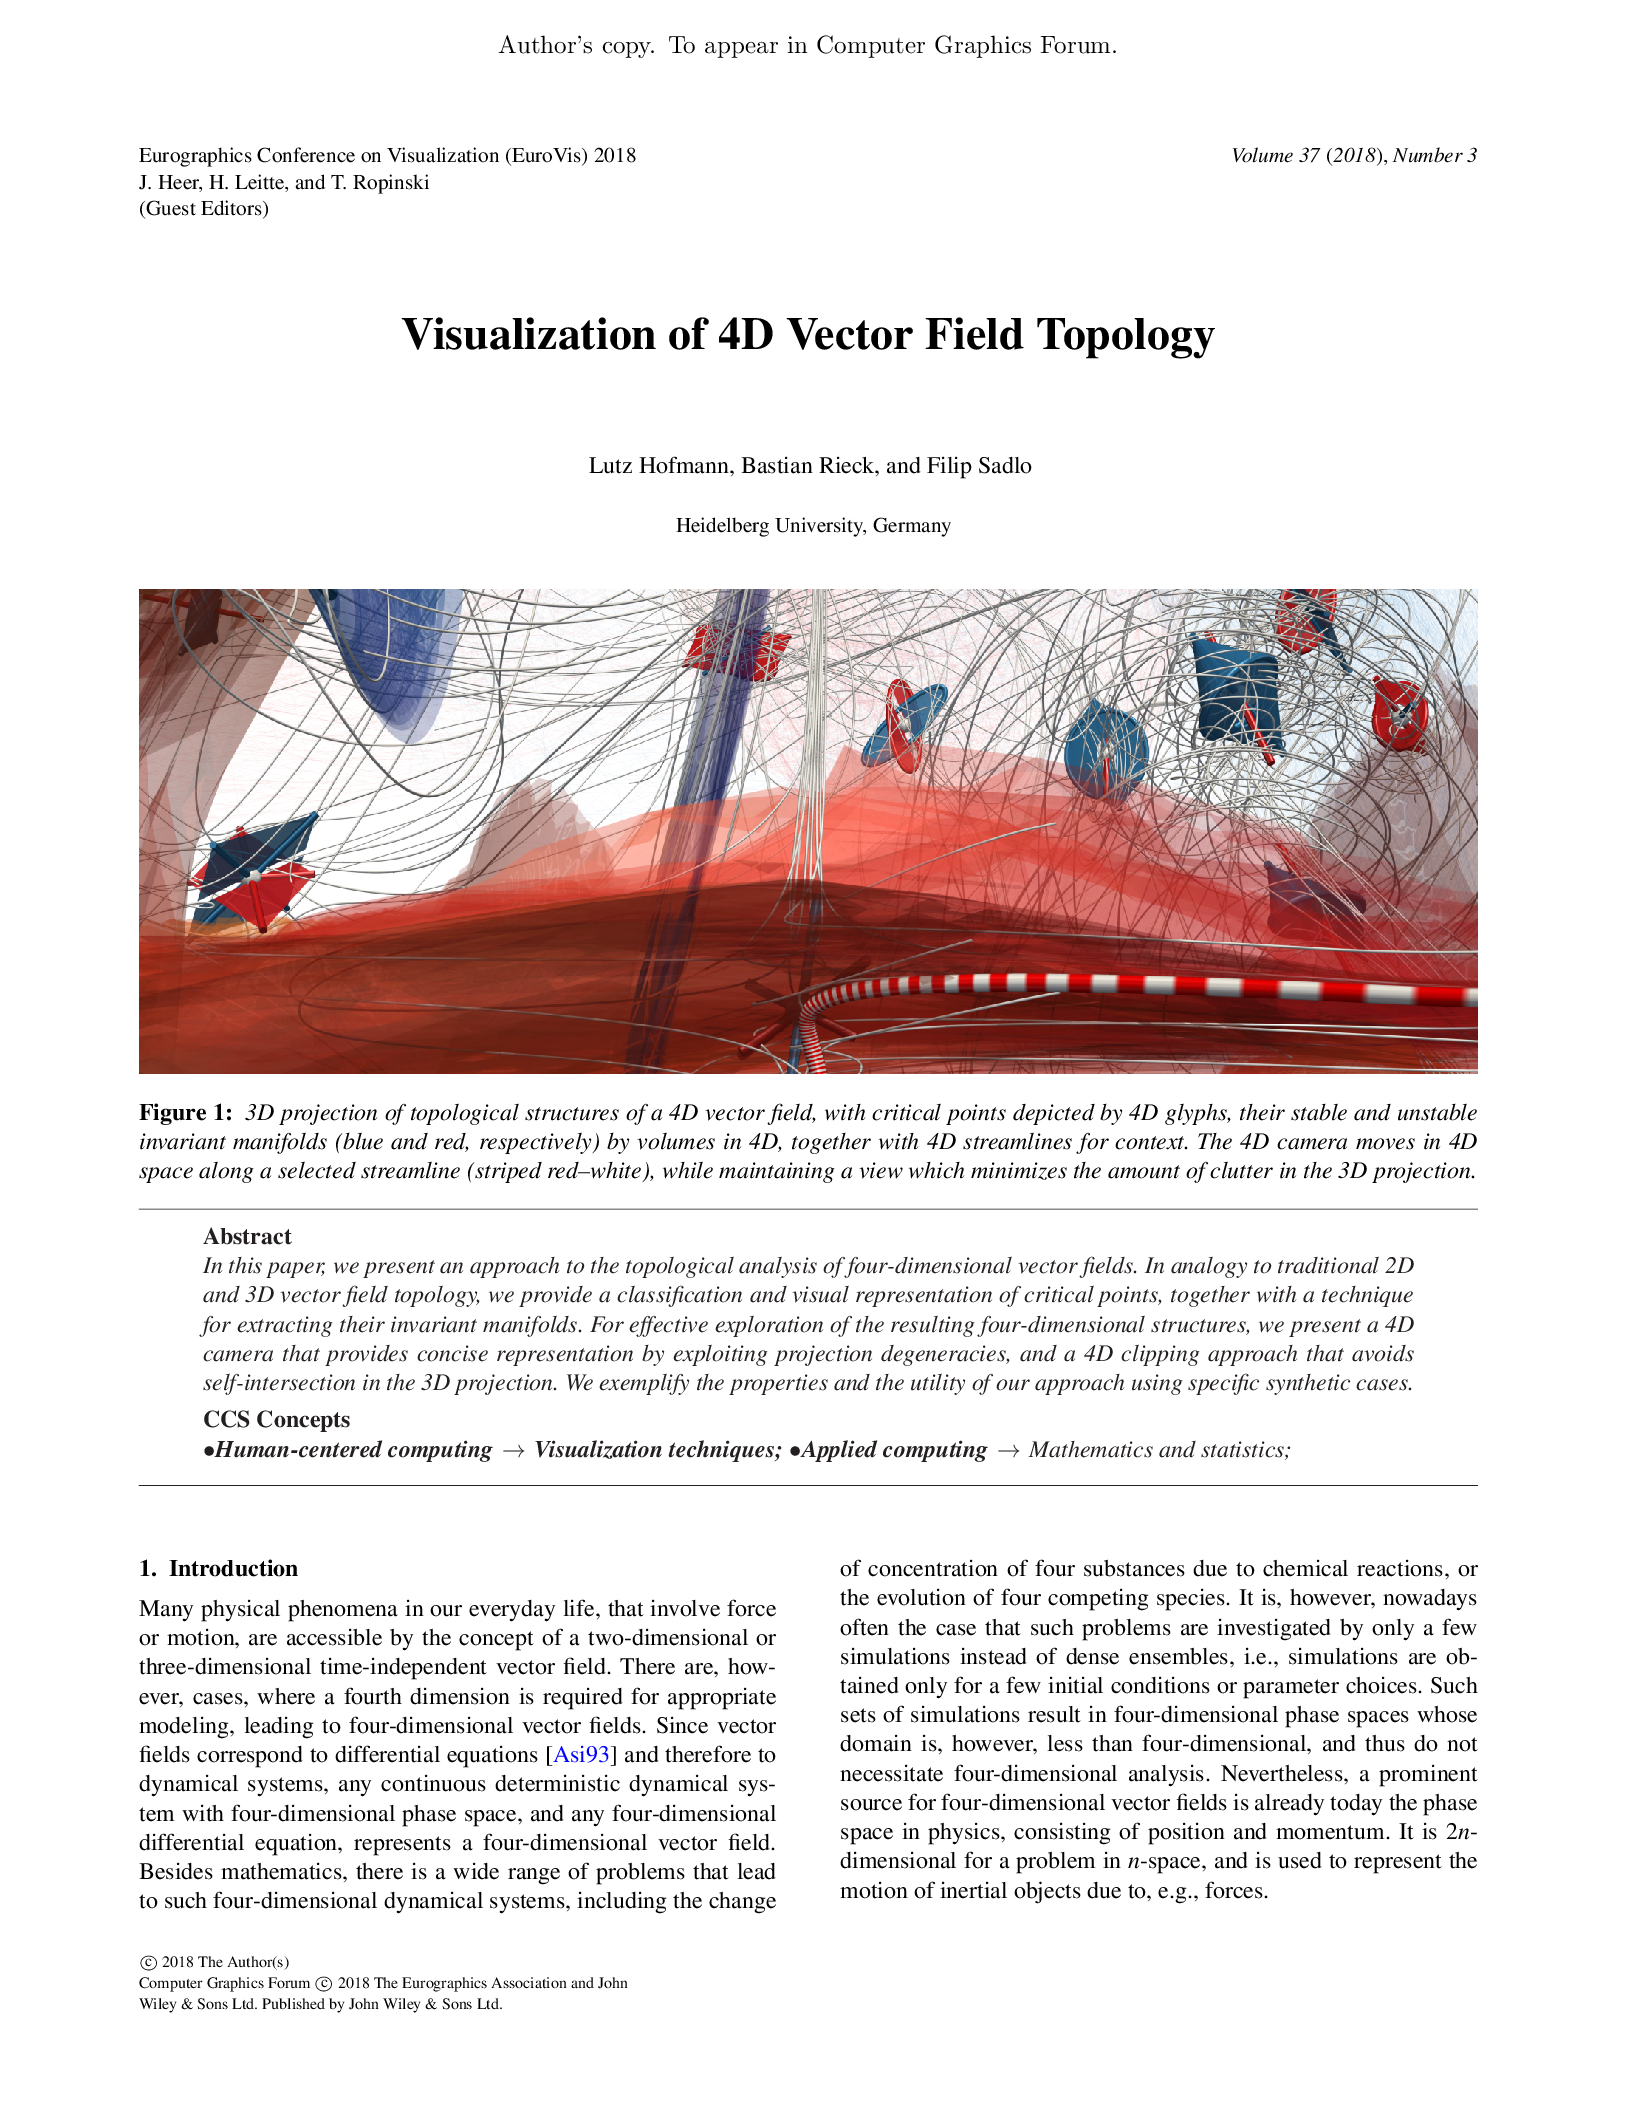 Author's copy. To appear in Computer Graphics Forum.
Eurographics Conference on Visualization (EuroVis) 2018
J. Heer, H. Leitte, and T. Ropinski
(Guest Editors)
Volume 37 (2018), Number 3
Visualization of 4D Vector Field Topology
Lutz Hofmann, Bastian Rieck, and Filip Sadlo
Heidelberg University, Germany
Figure 1: 3D projection of topological structures of a 4D vector field, with critical points depicted by 4D glyphs, their stable and unstable
invariant manifolds (blue and red, respectively) by volumes in 4D, together with 4D streamlines for context. The 4D camera moves in 4D
space along a selected streamline (striped red–white), while maintaining a view which minimizes the amount of clutter in the 3D projection.
Abstract
In this paper, we present an approach to the topological analysis of four-dimensional vector fields. In analogy to traditional 2D
and 3D vector field topology, we provide a classification and visual representation of critical points, together with a technique
for extracting their invariant manifolds. For effective exploration of the resulting four-dimensional structures, we present a 4D
camera that provides concise representation by exploiting projection degeneracies, and a 4D clipping approach that avoids
self-intersection in the 3D projection. We exemplify the properties and the utility of our approach using specific synthetic cases.
CCS Concepts
•Human-centered computing → Visualization techniques; •Applied computing → Mathematics and statistics;
1. Introduction
Many physical phenomena in our everyday life, that involve force
or motion, are accessible by the concept of a two-dimensional or
three-dimensional time-independent vector field. There are, how-
ever, cases, where a fourth dimension is required for appropriate
modeling, leading to four-dimensional vector fields. Since vector
fields correspond to differential equations [Asi93] and therefore to
dynamical systems, any continuous deterministic dynamical sys-
tem with four-dimensional phase space, and any four-dimensional
differential equation, represents a four-dimensional vector field.
Besides mathematics, there is a wide range of problems that lead
to such four-dimensional dynamical systems, including the change
of concentration of four substances due to chemical reactions, or
the evolution of four competing species. It is, however, nowadays
often the case that such problems are investigated by only a few
simulations instead of dense ensembles, i.e., simulations are ob-
tained only for a few initial conditions or parameter choices. Such
sets of simulations result in four-dimensional phase spaces whose
domain is, however, less than four-dimensional, and thus do not
necessitate four-dimensional analysis. Nevertheless, a prominent
source for four-dimensional vector fields is already today the phase
space in physics, consisting of position and momentum. It is 2n-
dimensional for a problem in n-space, and is used to represent the
motion of inertial objects due to, e.g., forces.
© 2018 The Author(s)
Computer Graphics Forum © 2018 The Eurographics Association and John
Wiley & Sons Ltd. Published by John Wiley & Sons Ltd.